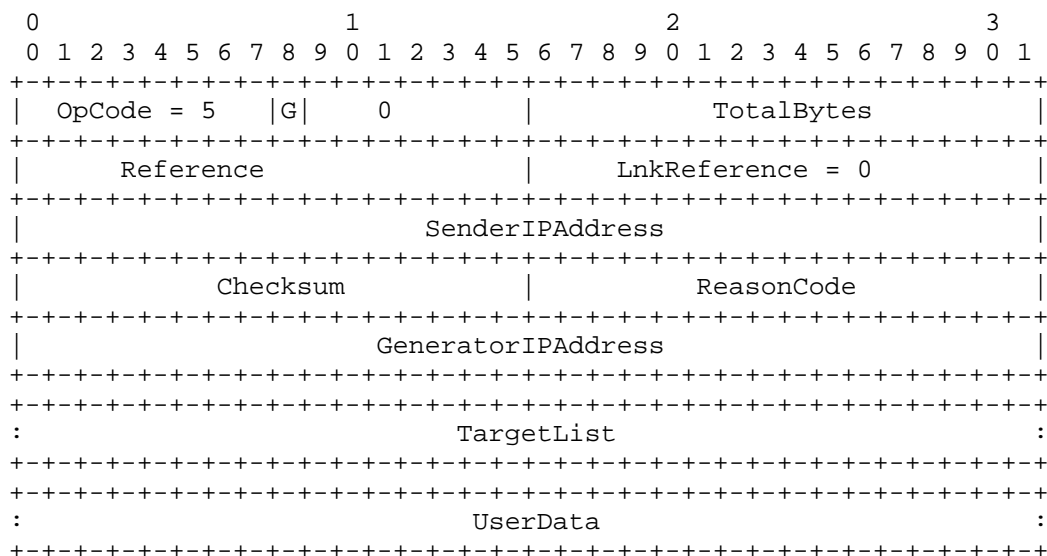 0                   1                   2                   3
 0 1 2 3 4 5 6 7 8 9 0 1 2 3 4 5 6 7 8 9 0 1 2 3 4 5 6 7 8 9 0 1
+-+-+-+-+-+-+-+-+-+-+-+-+-+-+-+-+-+-+-+-+-+-+-+-+-+-+-+-+-+-+-+-+
|  OpCode = 5   |G|    0        |           TotalBytes          |
+-+-+-+-+-+-+-+-+-+-+-+-+-+-+-+-+-+-+-+-+-+-+-+-+-+-+-+-+-+-+-+-+
|      Reference                |     LnkReference = 0          |
+-+-+-+-+-+-+-+-+-+-+-+-+-+-+-+-+-+-+-+-+-+-+-+-+-+-+-+-+-+-+-+-+
|                         SenderIPAddress                       |
+-+-+-+-+-+-+-+-+-+-+-+-+-+-+-+-+-+-+-+-+-+-+-+-+-+-+-+-+-+-+-+-+
|            Checksum           |          ReasonCode           |
+-+-+-+-+-+-+-+-+-+-+-+-+-+-+-+-+-+-+-+-+-+-+-+-+-+-+-+-+-+-+-+-+
|                      GeneratorIPAddress                       |
+-+-+-+-+-+-+-+-+-+-+-+-+-+-+-+-+-+-+-+-+-+-+-+-+-+-+-+-+-+-+-+-+
+-+-+-+-+-+-+-+-+-+-+-+-+-+-+-+-+-+-+-+-+-+-+-+-+-+-+-+-+-+-+-+-+
:                           TargetList                          :
+-+-+-+-+-+-+-+-+-+-+-+-+-+-+-+-+-+-+-+-+-+-+-+-+-+-+-+-+-+-+-+-+
+-+-+-+-+-+-+-+-+-+-+-+-+-+-+-+-+-+-+-+-+-+-+-+-+-+-+-+-+-+-+-+-+
:                            UserData                           :
+-+-+-+-+-+-+-+-+-+-+-+-+-+-+-+-+-+-+-+-+-+-+-+-+-+-+-+-+-+-+-+-+